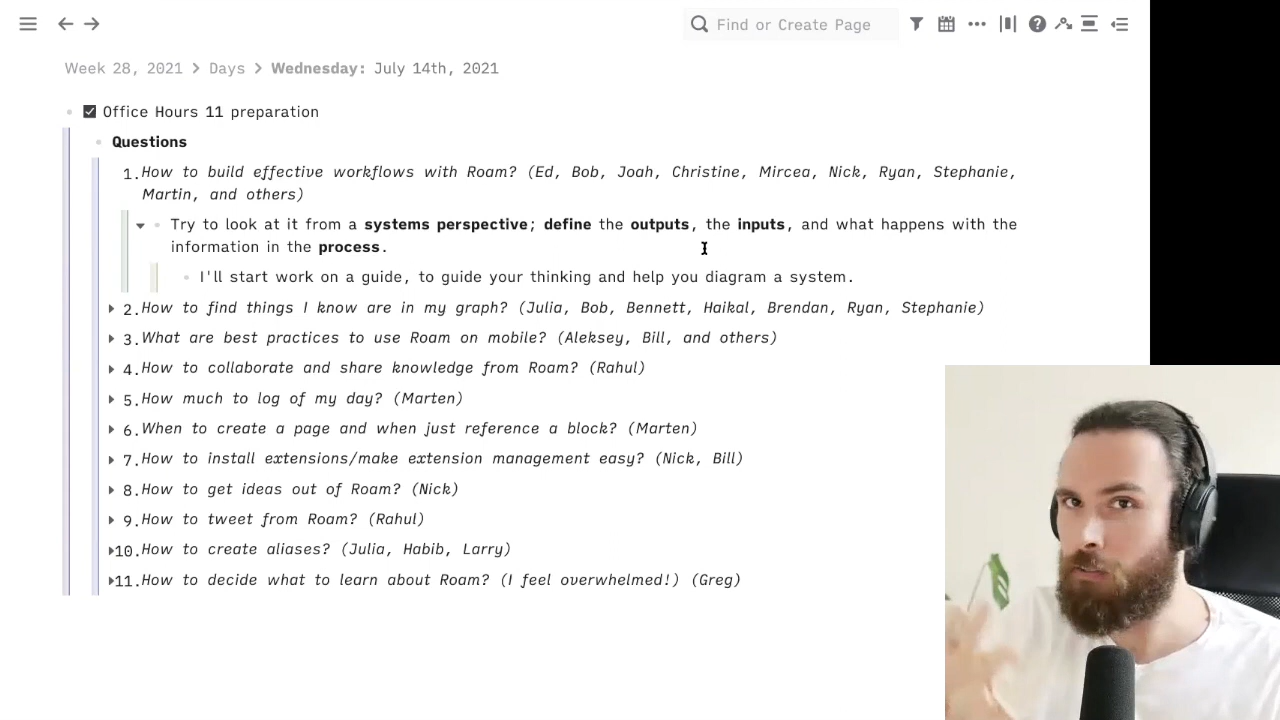 Find or Create Page
Week 28, 2021 > Days > Wednesday: July 14th, 2021
Office Hours 11 preparation
Questions
1. How to build effective workflows with Roam? (Ed, Bob, Joah, Christine, Mircea, Nick, Ryan, Stephanie,
Martin, and others)
Try to look at it from a systems perspective; define the outputs, the inputs, and what happens with the
information in the process.
I'll start work on a guide, to guide your thinking and help you diagram a system.
2. How to find things I know are in my graph? (Julia, Bob, Bennett, Haikal, Brendan, Ryan, Stephanie)
3. What are best practices to use Roam on mobile? (Aleksey, Bill, and others)
4. How to collaborate and share knowledge from Roam? (Rahul)
5. How much to log of my day? (Marten)
6. When to create a page and when just reference a block? (Marten)
7. How to install extensions/make extension management easy? (Nick, Bill)
8. How to get ideas out of Roam? (Nick)
9. How to tweet from Roam? (Rahul)
10. How to create aliases? (Julia, Habib, Larry)
11. How to decide what to learn about Roam? (I feel overwhelmed!) (Greg)